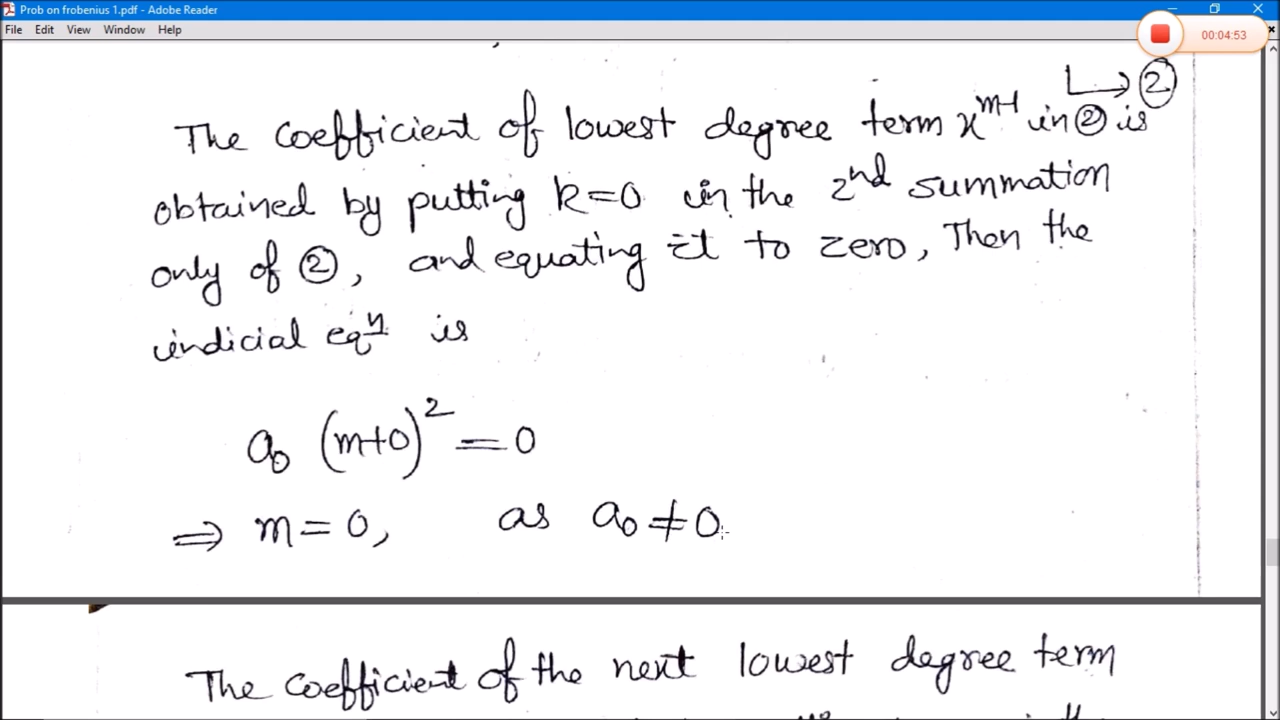 Prob on frobenius 1.pdf - Adobe Reader
File Edit View Window Help
00:04:53
↳ ②
The coefficient of lowest degree term x^{m-1} in ② is
obtained by putting k=0 in the 2nd summation
only of ②, and equating it to zero, Then the
indicial eqⁿ is
a₀ (m+0)² = 0
⇒ m = 0, as a₀ ≠ 0
The coefficient of the next lowest degree term